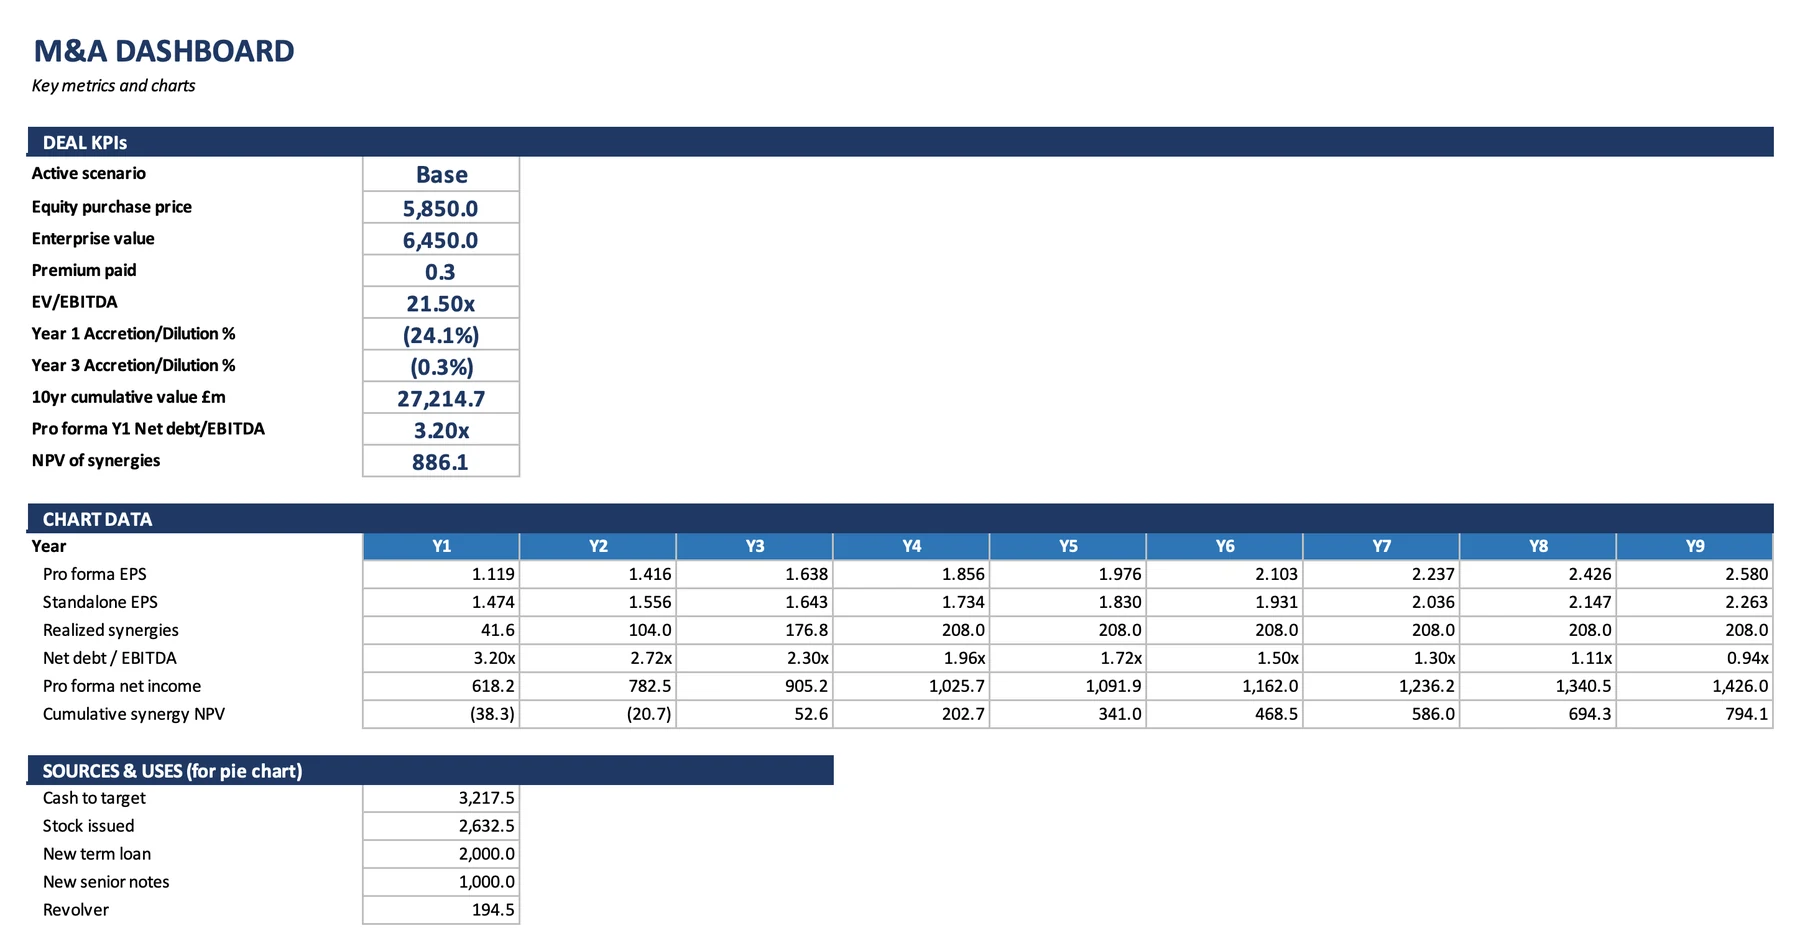 M&A DASHBOARD
Key metrics and charts
DEAL KPIs
Active scenario Base
Equity purchase price 5,850.0
Enterprise value 6,450.0
Premium paid 0.3
EV/EBITDA 21.50x
Year 1 Accretion/Dilution % (24.1%)
Year 3 Accretion/Dilution % (0.3%)
10yr cumulative value £m 27,214.7
Pro forma Y1 Net debt/EBITDA 3.20x
NPV of synergies 886.1
CHART DATA
Year Y1 Y2 Y3 Y4 Y5 Y6 Y7 Y8 Y9
Pro forma EPS 1.119 1.416 1.638 1.856 1.976 2.103 2.237 2.426 2.580
Standalone EPS 1.474 1.556 1.643 1.734 1.830 1.931 2.036 2.147 2.263
Realized synergies 41.6 104.0 176.8 208.0 208.0 208.0 208.0 208.0 208.0
Net debt / EBITDA 3.20x 2.72x 2.30x 1.96x 1.72x 1.50x 1.30x 1.11x 0.94x
Pro forma net income 618.2 782.5 905.2 1,025.7 1,091.9 1,162.0 1,236.2 1,340.5 1,426.0
Cumulative synergy NPV (38.3) (20.7) 52.6 202.7 341.0 468.5 586.0 694.3 794.1
SOURCES & USES (for pie chart)
Cash to target 3,217.5
Stock issued 2,632.5
New term loan 2,000.0
New senior notes 1,000.0
Revolver 194.5